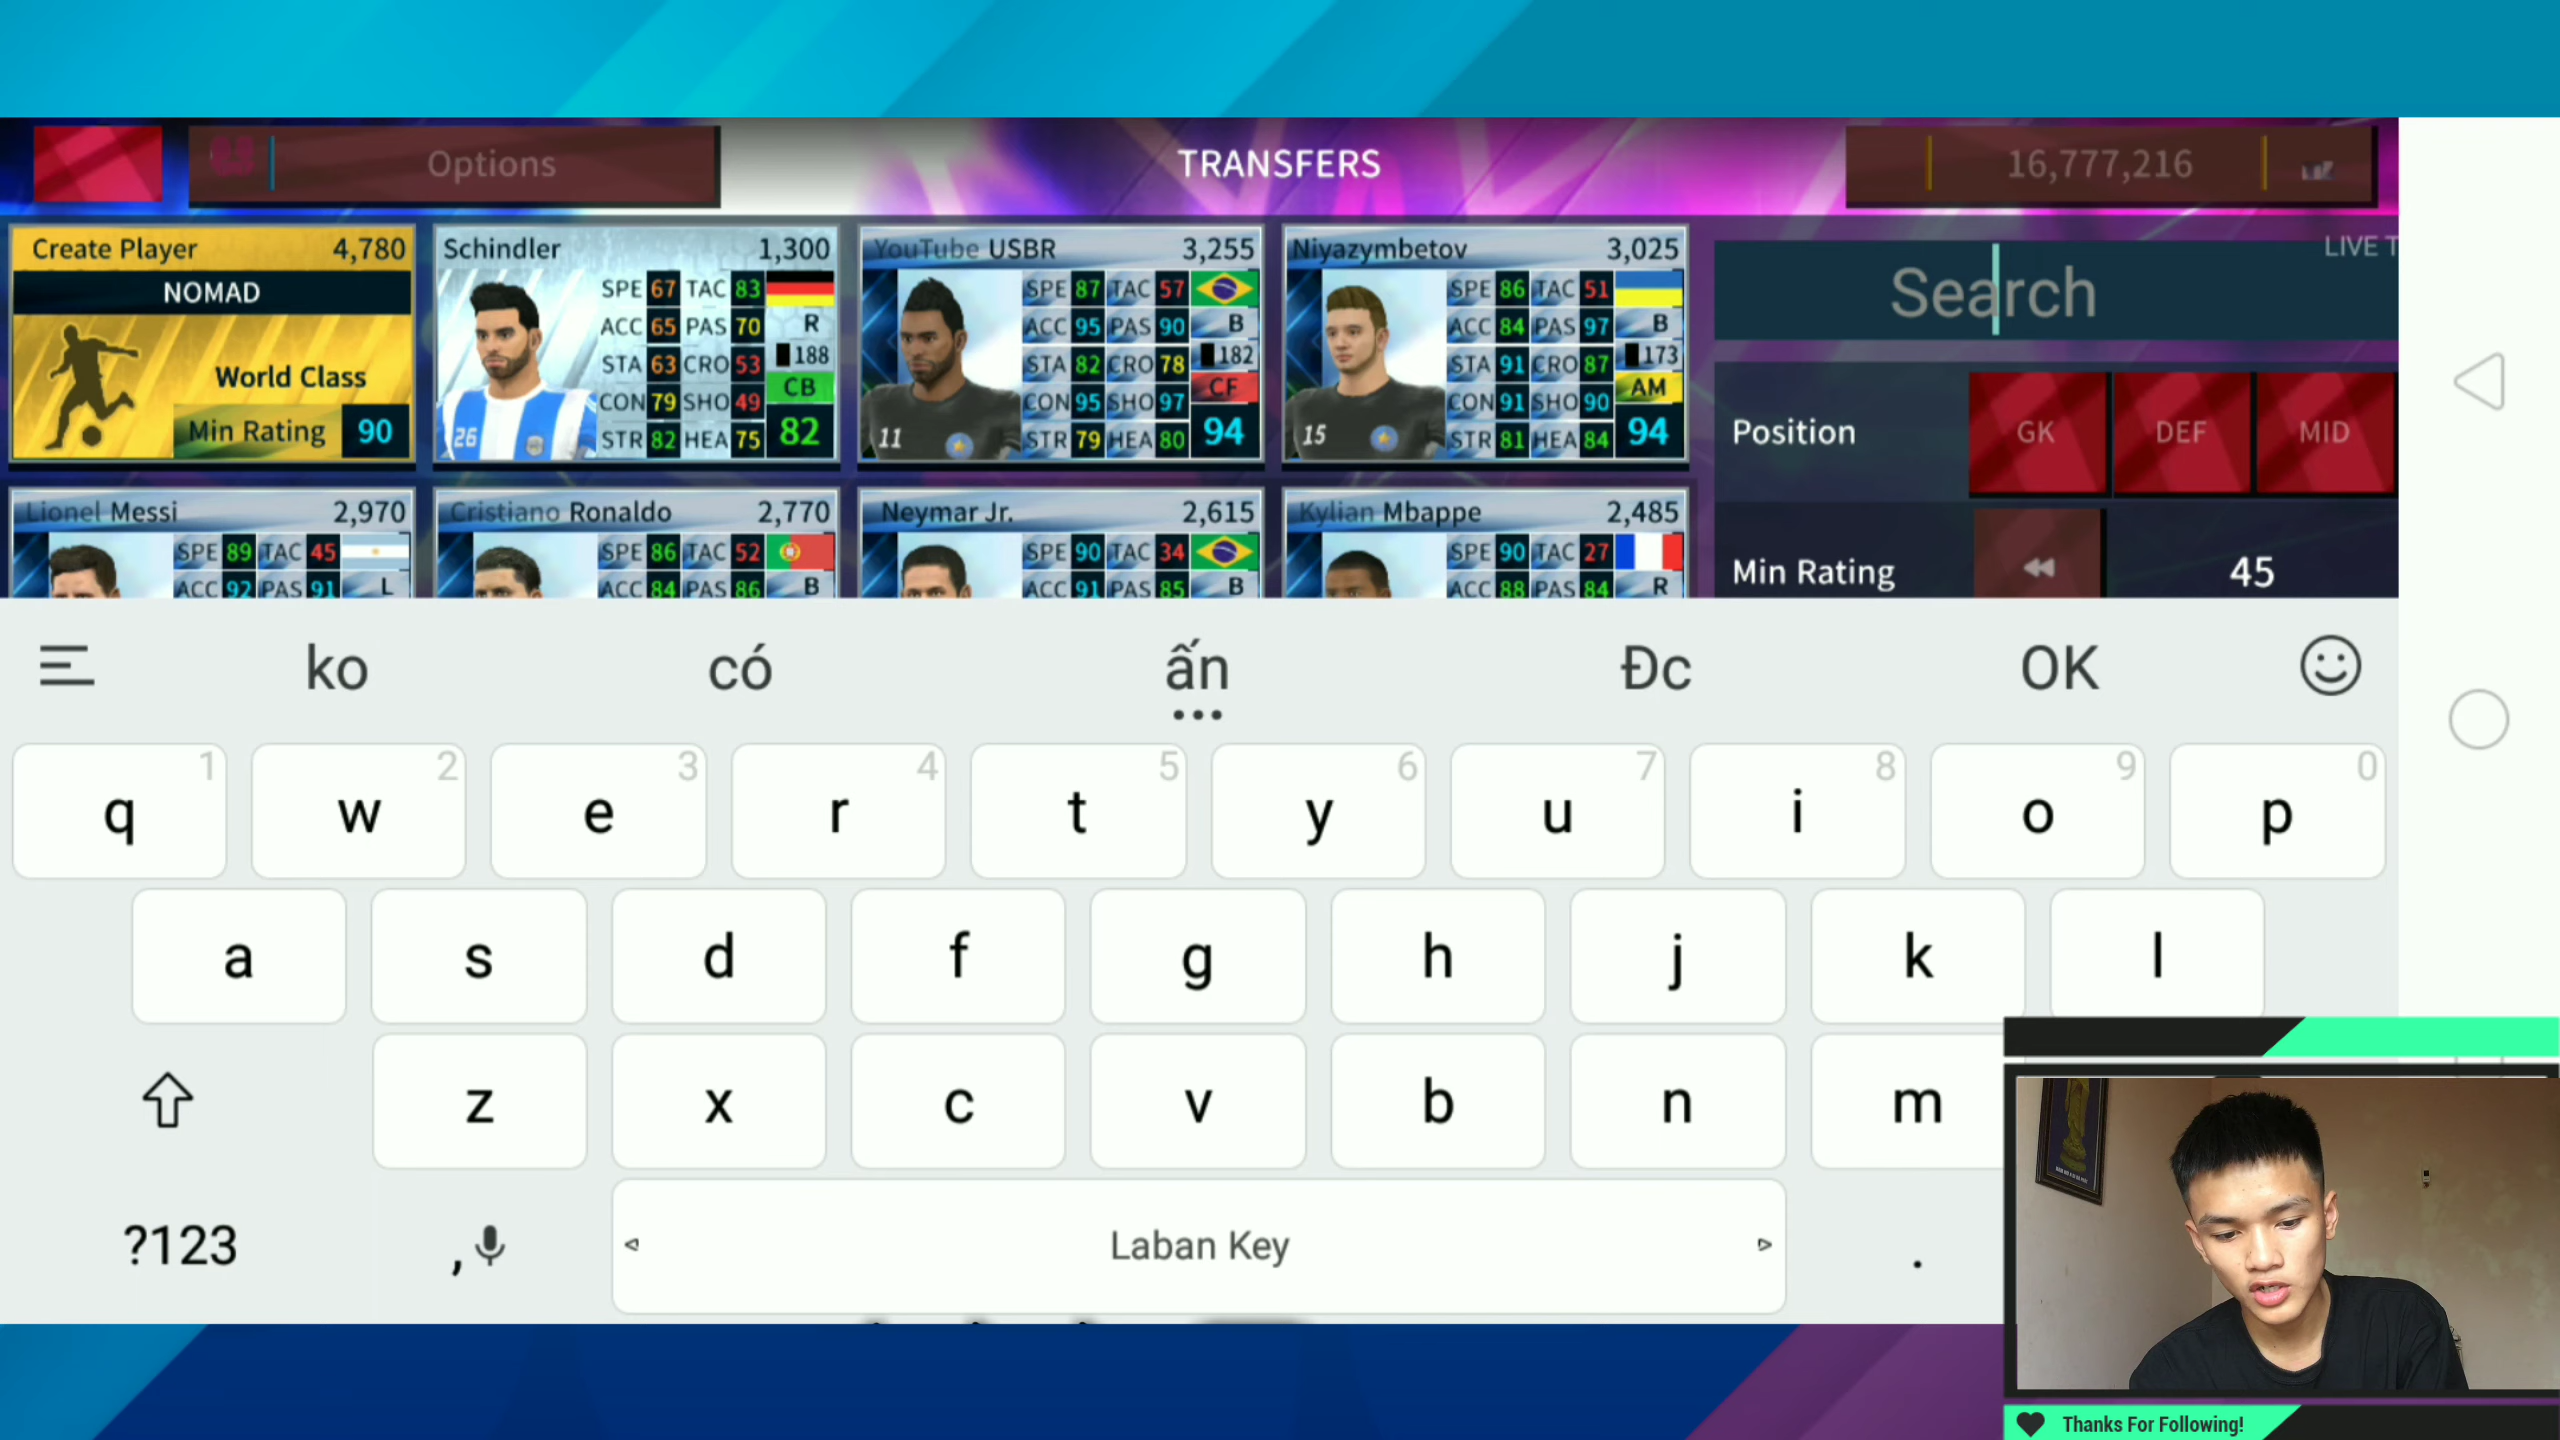 Options
TRANSFERS
16,777,216
Create Player 4,780
NOMAD
World Class
Min Rating 90
Schindler 1,300
SPE 67 TAC 83
ACC 65 PAS 70 R
STA 63 CRO 53 188
CON 79 SHO 49 CB
STR 82 HEA 75 82
26
YouTube USBR 3,255
SPE 87 TAC 57
ACC 95 PAS 90 B
STA 82 CRO 78 182
CON 95 SHO 97 CF
STR 79 HEA 80 94
11
Niyazymbetov 3,025
SPE 86 TAC 51
ACC 84 PAS 97 B
STA 91 CRO 87 173
CON 91 SHO 90 AM
STR 81 HEA 84 94
15
LIVE T
Search
Position GK DEF MID
Min Rating 45
Lionel Messi 2,970
SPE 89 TAC 45
ACC 92 PAS 91 L
Cristiano Ronaldo 2,770
SPE 86 TAC 52
ACC 84 PAS 86 B
Neymar Jr. 2,615
SPE 90 TAC 34
ACC 91 PAS 85 B
Kylian Mbappe 2,485
SPE 90 TAC 27
ACC 88 PAS 84 R
ko có ấn Đc OK
1 2 3 4 5 6 7 8 9 0
q w e r t y u i o p
a s d f g h j k l
z x c v b n m
?123 , Laban Key .
Thanks For Following!